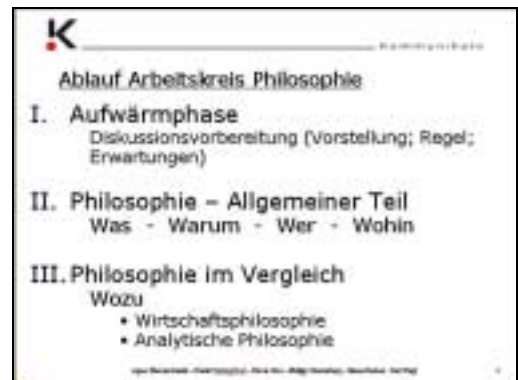 K
Kommunikate
Ablauf Arbeitskreis Philosophie
I. Aufwärmphase
Diskussionsvorbereitung (Vorstellung; Regel;
Erwartungen)
II. Philosophie – Allgemeiner Teil
Was - Warum - Wer - Wohin
III. Philosophie im Vergleich
Wozu
• Wirtschaftsphilosophie
• Analytische Philosophie